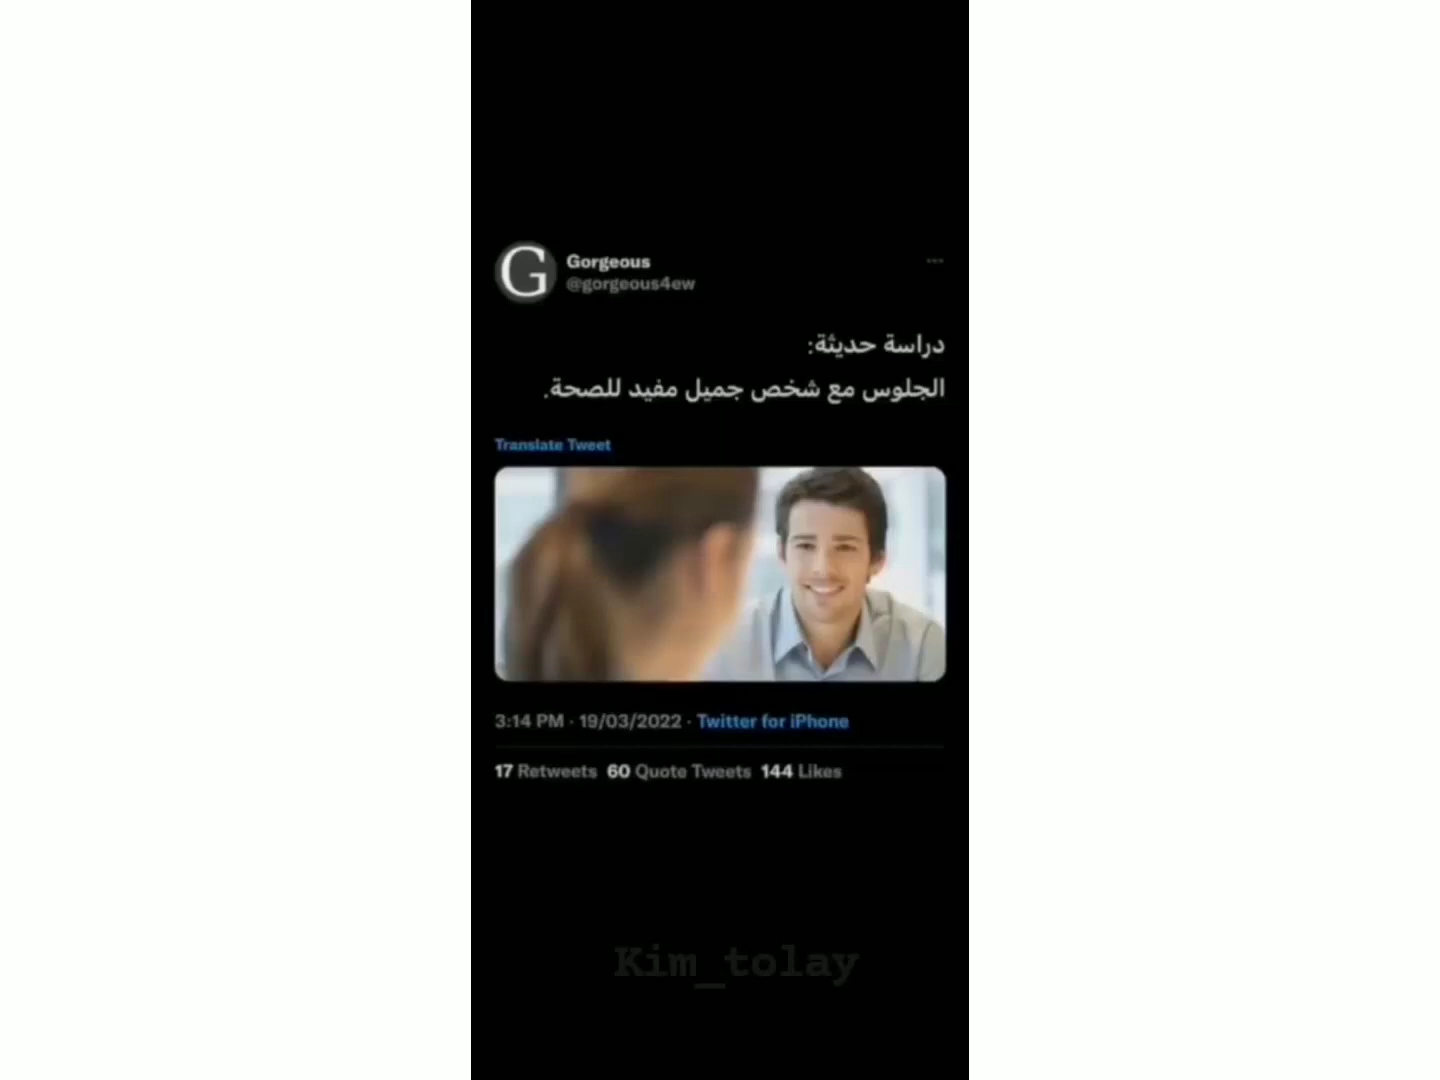 G
Gorgeous
@gorgeous4ew
دراسة حديثة:
الجلوس مع شخص جميل مفيد للصحة.
Translate Tweet
3:14 PM · 19/03/2022 · Twitter for iPhone
17 Retweets 60 Quote Tweets 144 Likes
Kim_tolay